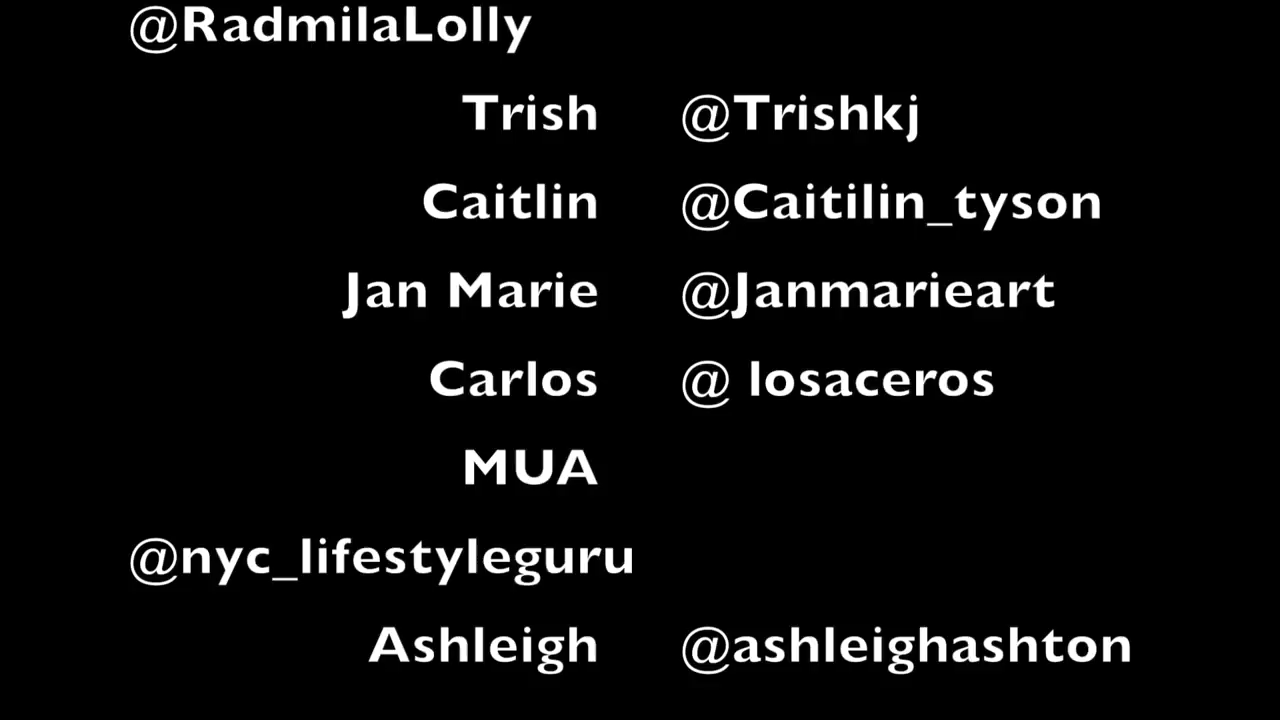 @RadmilaLolly
Trish @Trishkj
Caitlin @Caitilin_tyson
Jan Marie @Janmarieart
Carlos @ losaceros
MUA
@nyc_lifestyleguru
Ashleigh @ashleighashton